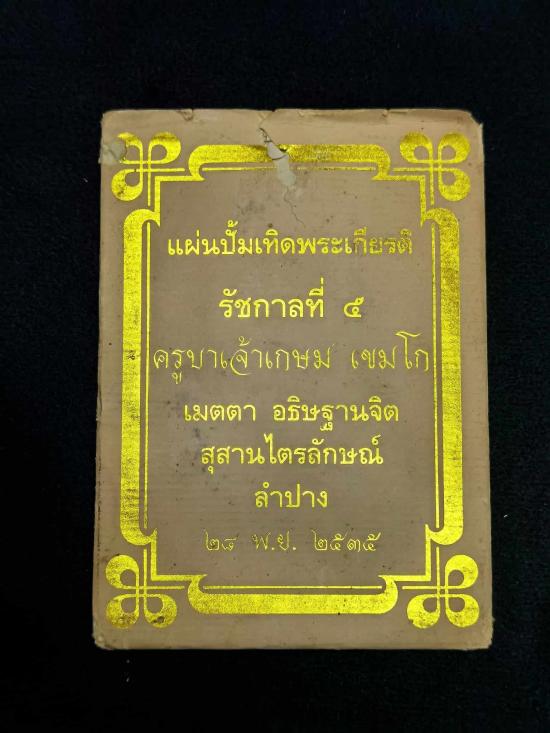 แผ่นปั้มเทิดพระเกียรติ
รัชกาลที่ ๕
ครูบาเจ้าเกษม เขมโก
เมตตา อธิษฐานจิต
สุสานไตรลักษณ์
ลำปาง
๒๘ พ.ย. ๒๕๓๕